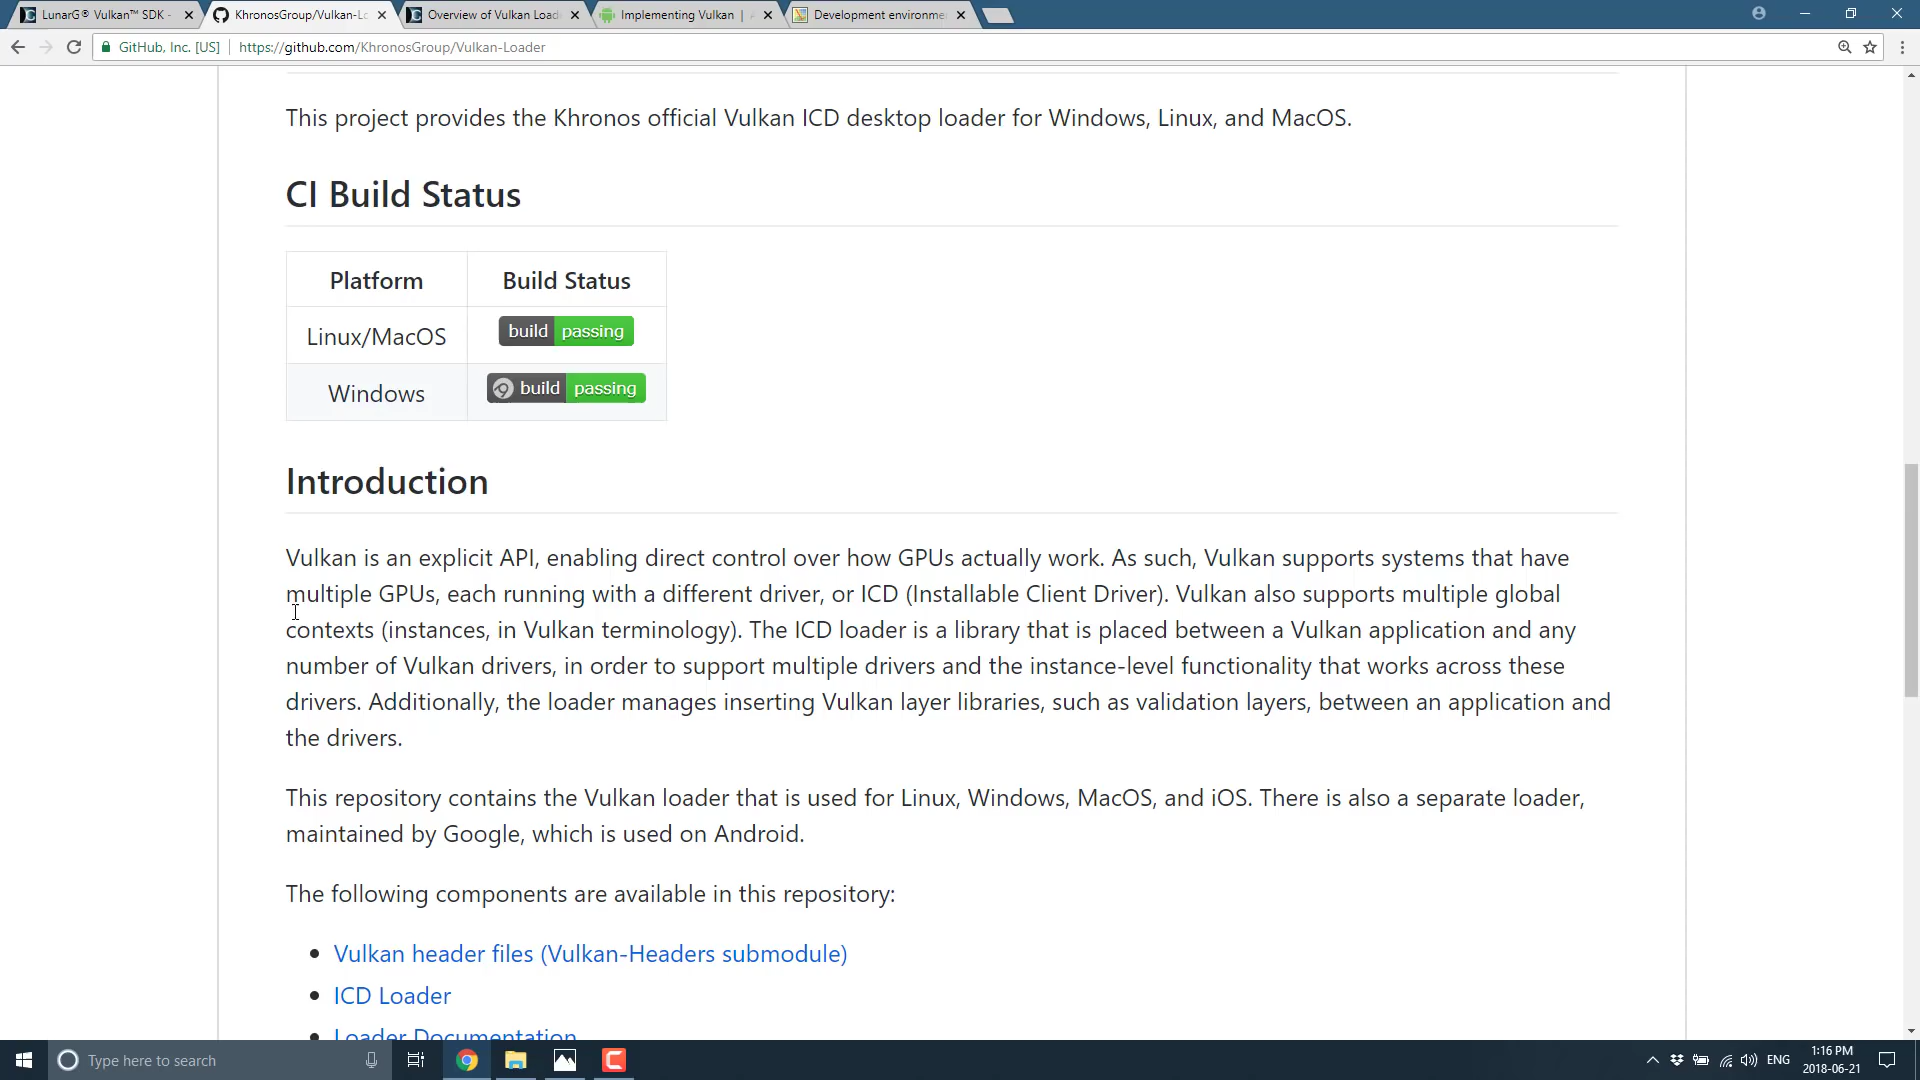 LunarG® Vulkan™ SDK -
KhronosGroup/Vulkan-Lo
Overview of Vulkan Load
Implementing Vulkan |
Development environme
GitHub, Inc. [US]
https://github.com/KhronosGroup/Vulkan-Loader
This project provides the Khronos official Vulkan ICD desktop loader for Windows, Linux, and MacOS.
CI Build Status
Platform Build Status
Linux/MacOS build passing
Windows build passing
Introduction
Vulkan is an explicit API, enabling direct control over how GPUs actually work. As such, Vulkan supports systems that have
multiple GPUs, each running with a different driver, or ICD (Installable Client Driver). Vulkan also supports multiple global
contexts (instances, in Vulkan terminology). The ICD loader is a library that is placed between a Vulkan application and any
number of Vulkan drivers, in order to support multiple drivers and the instance-level functionality that works across these
drivers. Additionally, the loader manages inserting Vulkan layer libraries, such as validation layers, between an application and
the drivers.
This repository contains the Vulkan loader that is used for Linux, Windows, MacOS, and iOS. There is also a separate loader,
maintained by Google, which is used on Android.
The following components are available in this repository:
Vulkan header files (Vulkan-Headers submodule)
ICD Loader
Loader Documentation
Type here to search
ENG
1:16 PM
2018-06-21